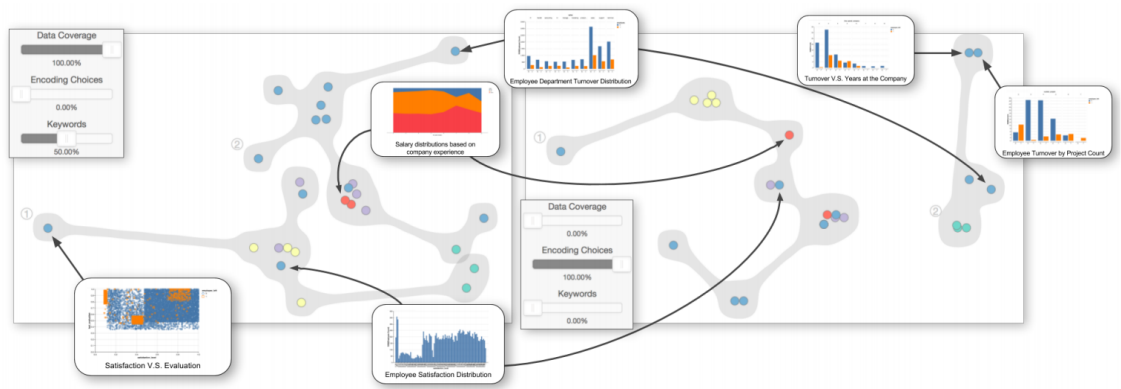 Data Coverage
100.00%
Encoding Choices
0.00%
Keywords
50.00%
Employee Department Turnover Distribution
Turnover V.S. Years at the Company
Salary distributions based on
company experience
Employee Turnover by Project Count
②
①
①
②
Data Coverage
0.00%
Encoding Choices
100.00%
Keywords
0.00%
Satisfaction V.S. Evaluation
Employee Satisfaction Distribution